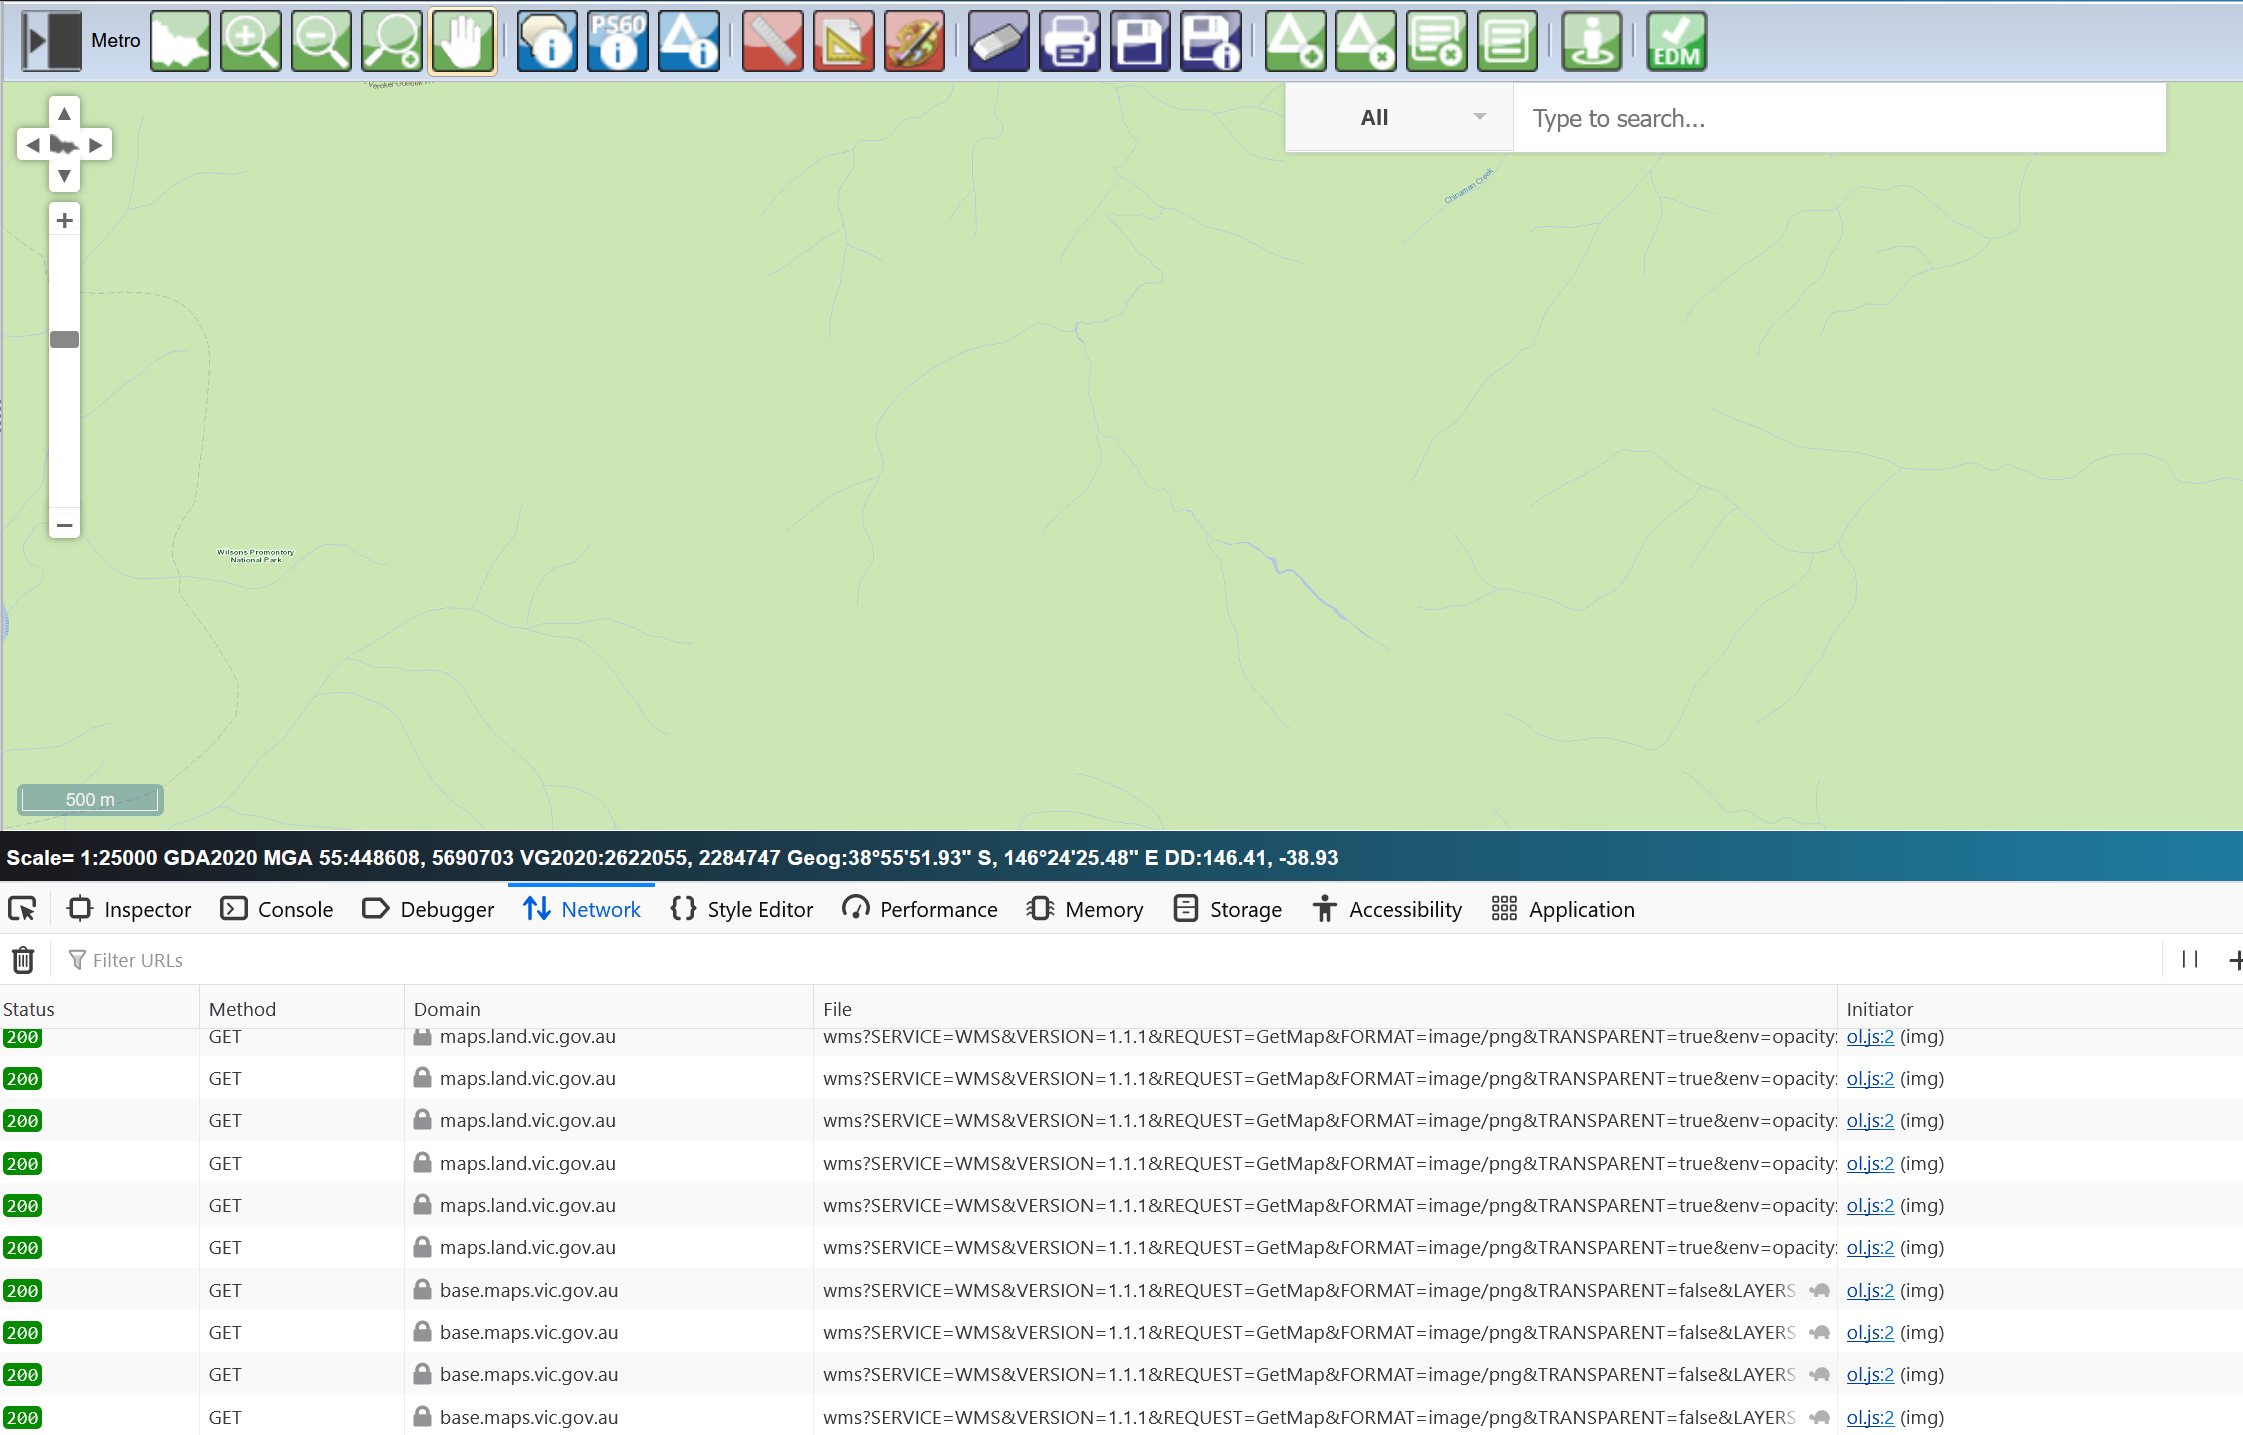 Metro
PS60
EDM
All
Type to search...
Chinaman Creek
Wilsons Promontory
National Park
500 m
Scale= 1:25000 GDA2020 MGA 55:448608, 5690703 VG2020:2622055, 2284747 Geog:38°55'51.93" S, 146°24'25.48" E DD:146.41, -38.93
Inspector Console Debugger Network Style Editor Performance Memory Storage Accessibility Application
Filter URLs
Status Method Domain File Initiator
200 GET maps.land.vic.gov.au wms?SERVICE=WMS&VERSION=1.1.1&REQUEST=GetMap&FORMAT=image/png&TRANSPARENT=true&env=opacity: ol.js:2 (img)
200 GET maps.land.vic.gov.au wms?SERVICE=WMS&VERSION=1.1.1&REQUEST=GetMap&FORMAT=image/png&TRANSPARENT=true&env=opacity: ol.js:2 (img)
200 GET maps.land.vic.gov.au wms?SERVICE=WMS&VERSION=1.1.1&REQUEST=GetMap&FORMAT=image/png&TRANSPARENT=true&env=opacity: ol.js:2 (img)
200 GET maps.land.vic.gov.au wms?SERVICE=WMS&VERSION=1.1.1&REQUEST=GetMap&FORMAT=image/png&TRANSPARENT=true&env=opacity: ol.js:2 (img)
200 GET maps.land.vic.gov.au wms?SERVICE=WMS&VERSION=1.1.1&REQUEST=GetMap&FORMAT=image/png&TRANSPARENT=true&env=opacity: ol.js:2 (img)
200 GET maps.land.vic.gov.au wms?SERVICE=WMS&VERSION=1.1.1&REQUEST=GetMap&FORMAT=image/png&TRANSPARENT=true&env=opacity: ol.js:2 (img)
200 GET base.maps.vic.gov.au wms?SERVICE=WMS&VERSION=1.1.1&REQUEST=GetMap&FORMAT=image/png&TRANSPARENT=false&LAYERS ol.js:2 (img)
200 GET base.maps.vic.gov.au wms?SERVICE=WMS&VERSION=1.1.1&REQUEST=GetMap&FORMAT=image/png&TRANSPARENT=false&LAYERS ol.js:2 (img)
200 GET base.maps.vic.gov.au wms?SERVICE=WMS&VERSION=1.1.1&REQUEST=GetMap&FORMAT=image/png&TRANSPARENT=false&LAYERS ol.js:2 (img)
200 GET base.maps.vic.gov.au wms?SERVICE=WMS&VERSION=1.1.1&REQUEST=GetMap&FORMAT=image/png&TRANSPARENT=false&LAYERS ol.js:2 (img)